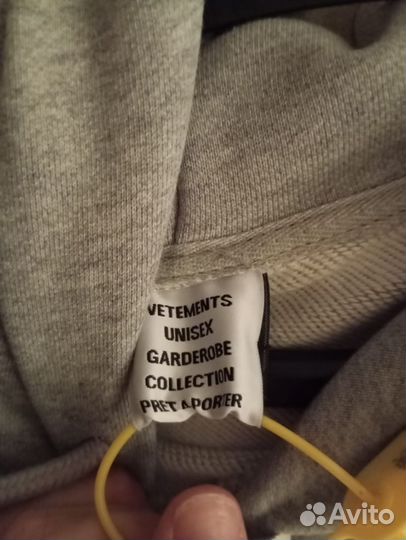 VETEMENTS
UNISEX
GARDEROBE
COLLECTION
PRET A PORTER
Avito